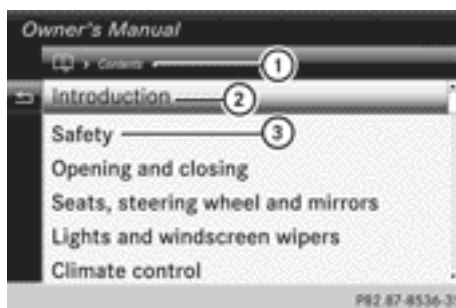 Owner's Manual
> Contents
1
Introduction 2
Safety 3
Opening and closing
Seats, steering wheel and mirrors
Lights and windscreen wipers
Climate control
P82.87-8536-31